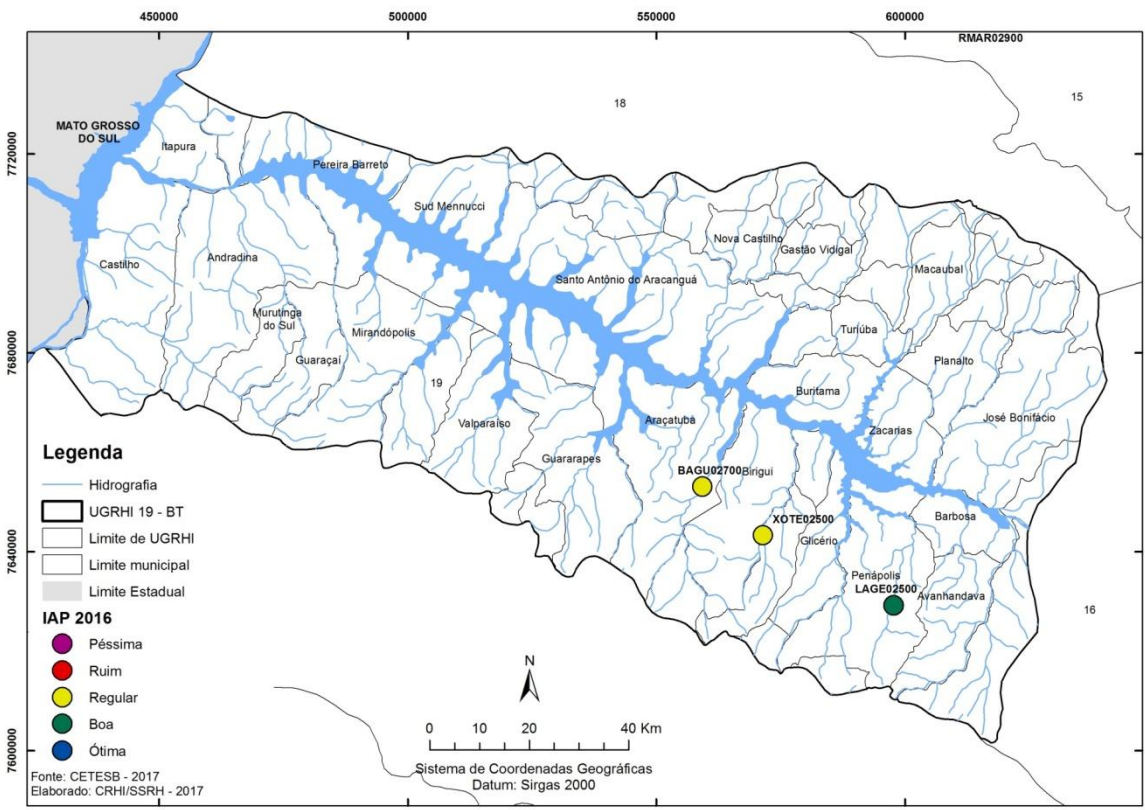 450000
500000
550000
600000
RMAR02900
15
18
MATO GROSSO
DO SUL
Itapura
7720000
Pereira Barreto
Sud Mennucci
Nova Castilho
Gastão Vidigal
Castilho
Andradina
Santo Antônio do Aracanguá
Macaubal
Murutinga
do Sul
Mirandópolis
Turiúba
7680000
Guaraçaí
Planalto
19
Buritama
José Bonifácio
Valparaíso
Araçatuba
Zacarias
Guararapes
BAGU02700
Birigui
Barbosa
XOTE02500
Glicério
7640000
Penápolis
LAGE02500
Avanhandava
16
Legenda
Hidrografia
UGRHI 19 - BT
Limite de UGRHI
Limite municipal
Limite Estadual
IAP 2016
Péssima
Ruim
Regular
Boa
Ótima
7600000
N
0 10 20 40 Km
Sistema de Coordenadas Geográficas
Datum: Sirgas 2000
Fonte: CETESB - 2017
Elaborado: CRHI/SSRH - 2017